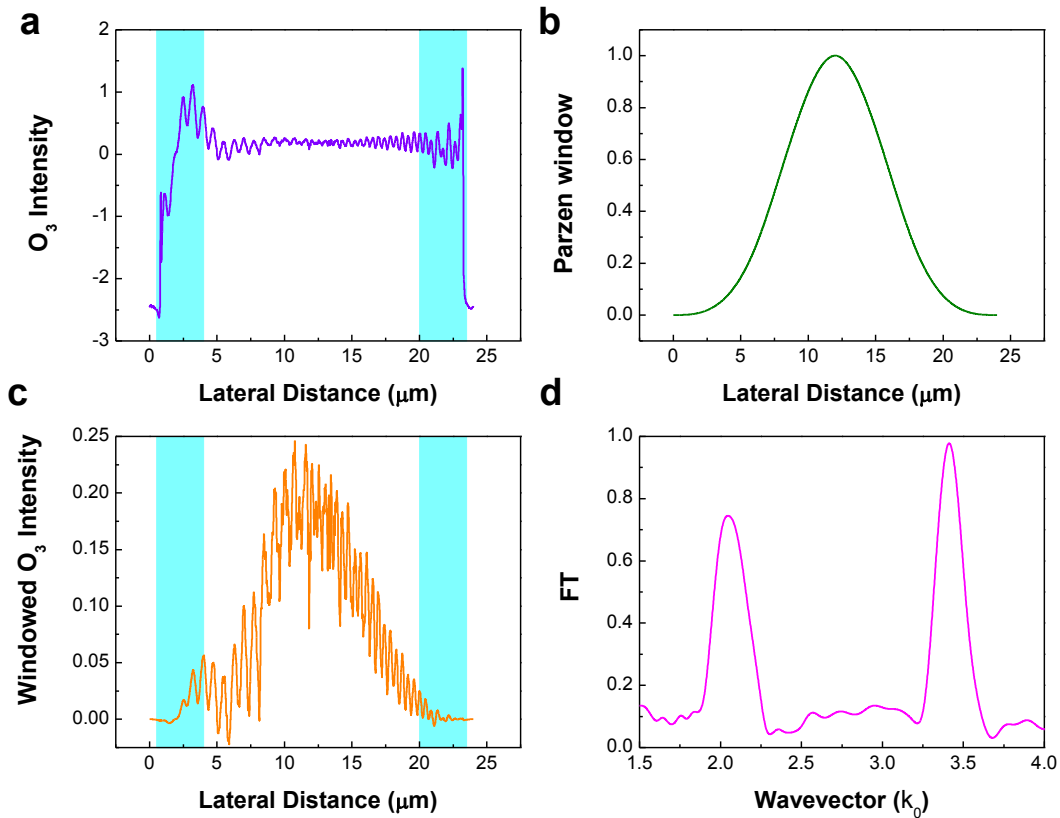 a
2
1
0
-1
-2
-3
0 5 10 15 20 25
O₃ Intensity
Lateral Distance (μm)
b
1.0
0.8
0.6
0.4
0.2
0.0
0 5 10 15 20 25
Parzen window
Lateral Distance (μm)
c
0.25
0.20
0.15
0.10
0.05
0.00
0 5 10 15 20 25
Windowed O₃ Intensity
Lateral Distance (μm)
d
1.0
0.8
0.6
0.4
0.2
0.0
1.5 2.0 2.5 3.0 3.5 4.0
FT
Wavevector (k₀)